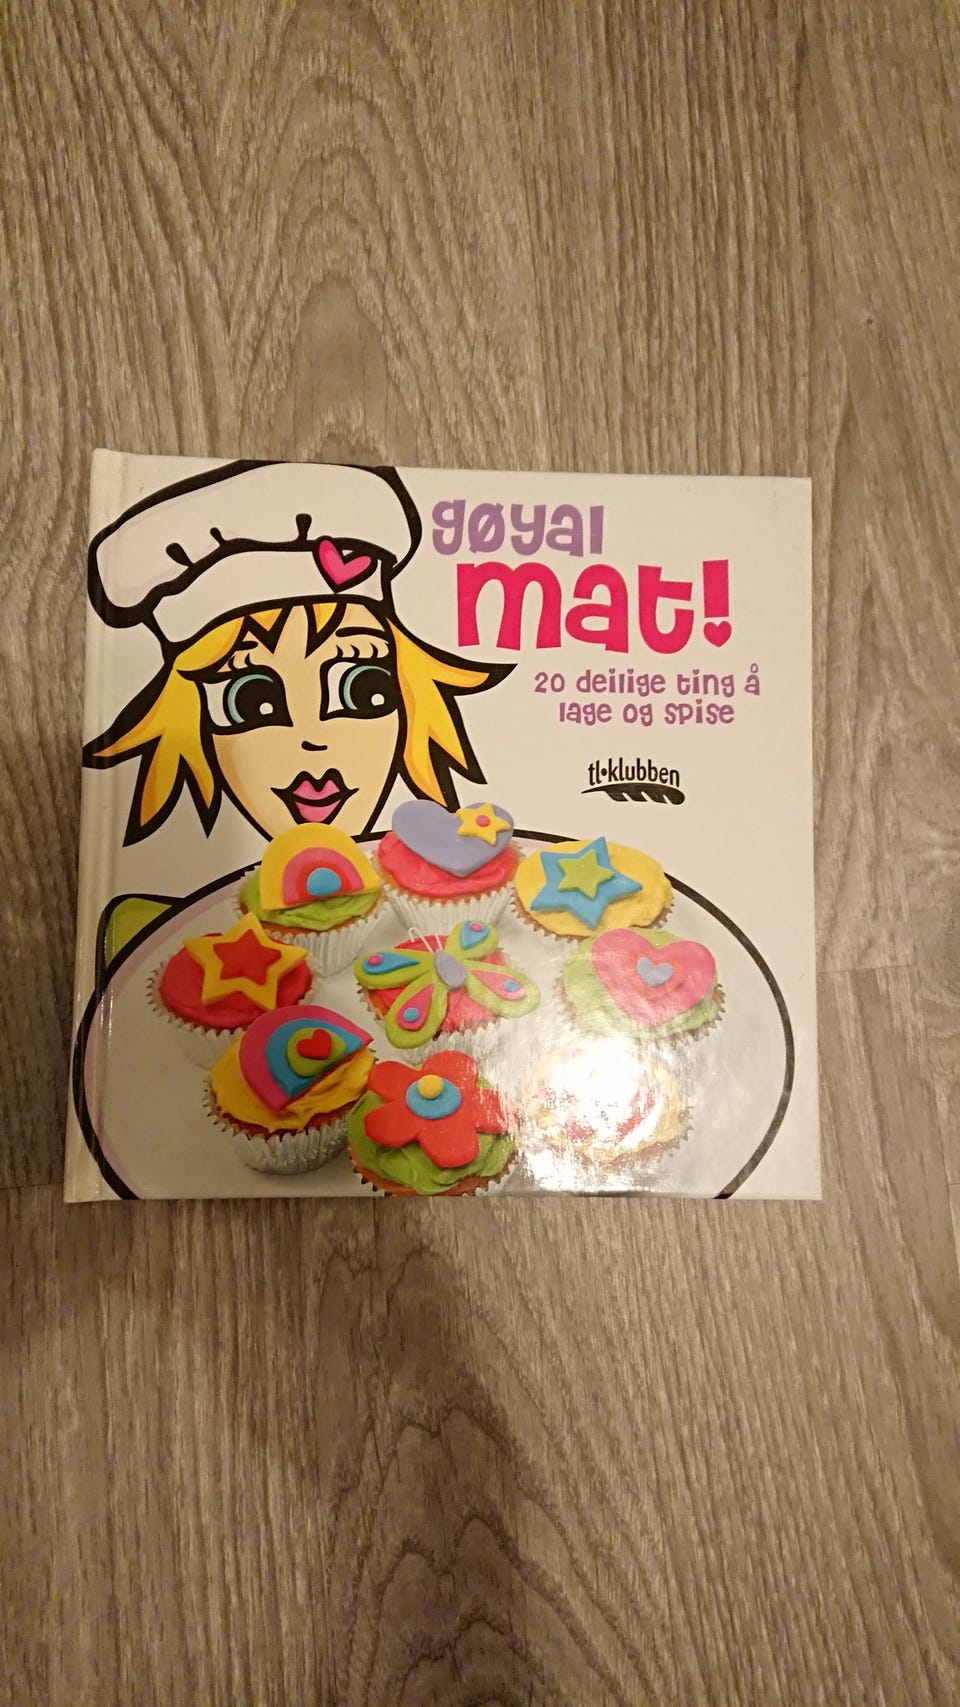 gøyal
mat!
20 deilige ting å
lage og spise
tl•klubben